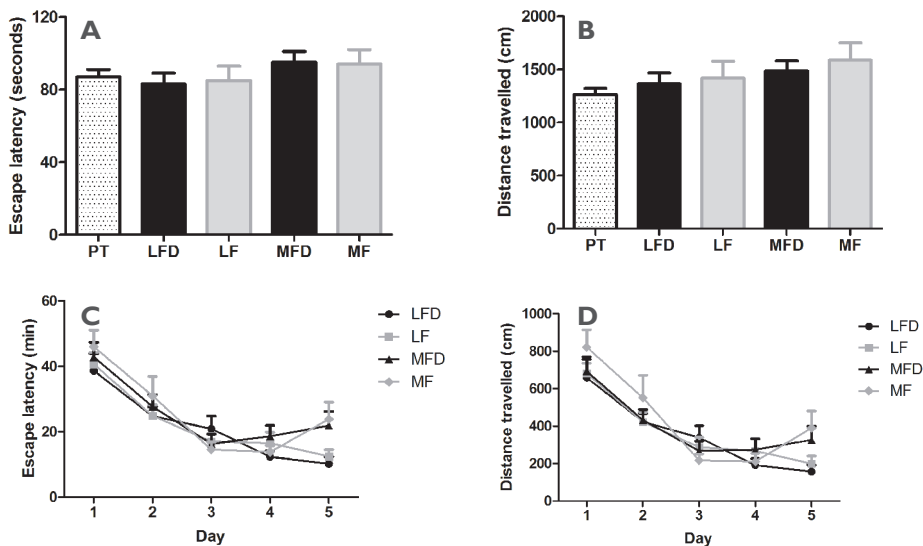 A
Escape latency (seconds)
120
80
40
0
PT LFD LF MFD MF
B
Distance travelled (cm)
2000
1500
1000
500
0
PT LFD LF MFD MF
C
Escape latency (min)
60
40
20
0
1 2 3 4 5
Day
LFD
LF
MFD
MF
D
Distance travelled (cm)
1000
800
600
400
200
0
1 2 3 4 5
Day
LFD
LF
MFD
MF